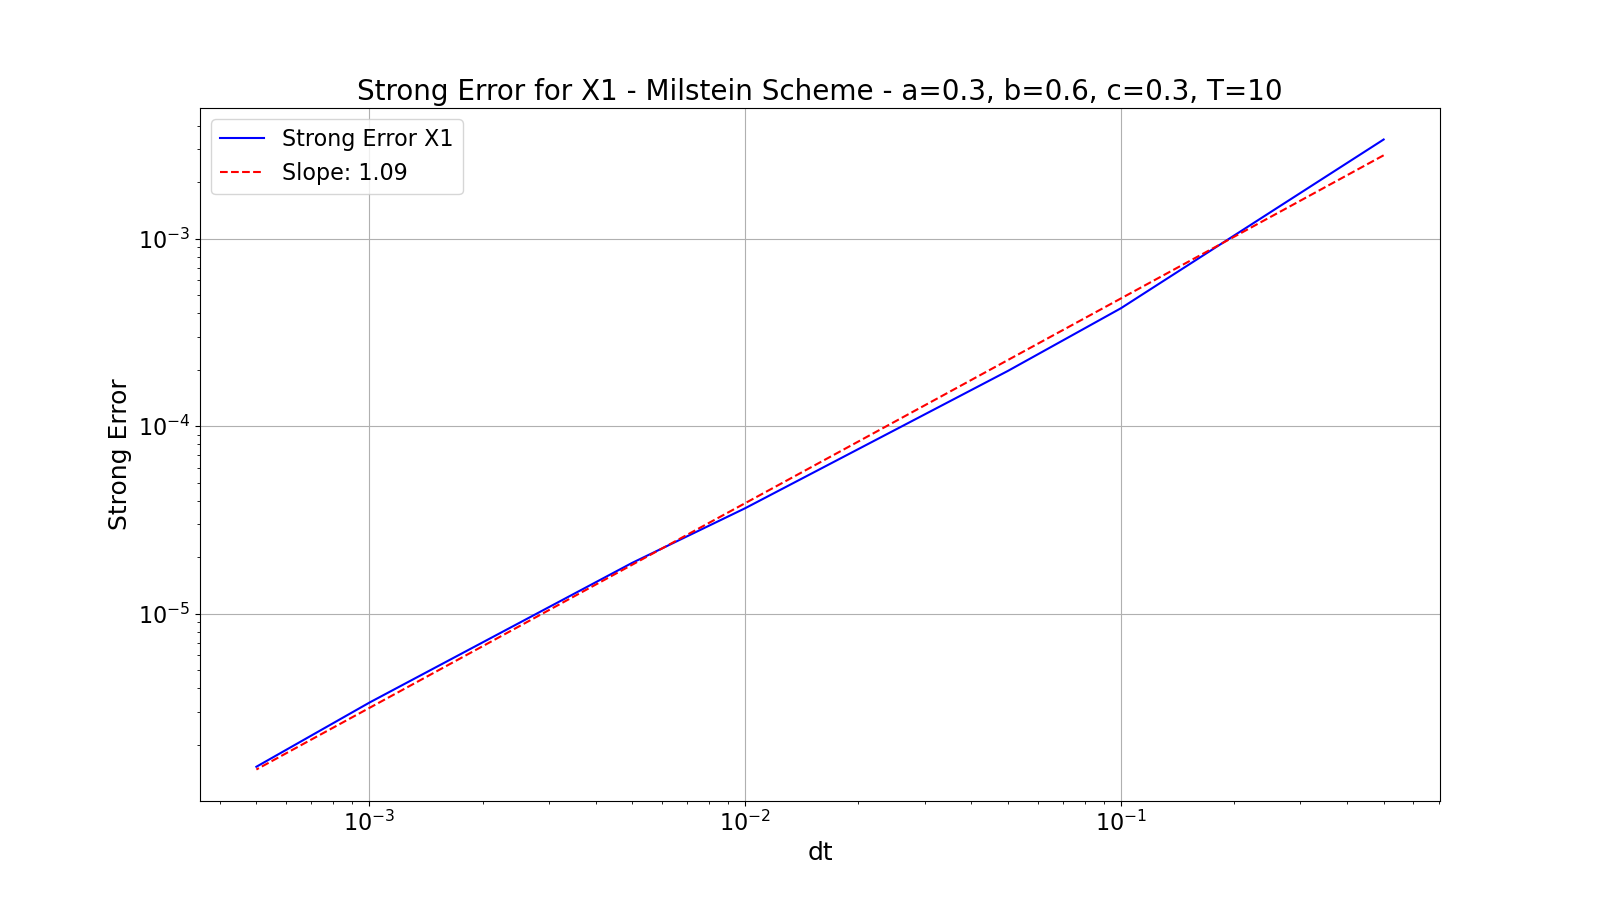 Strong Error for X1 - Milstein Scheme - a=0.3, b=0.6, c=0.3, T=10
Strong Error X1
Slope: 1.09
10⁻³
10⁻⁴
10⁻⁵
Strong Error
10⁻³ 10⁻² 10⁻¹
dt